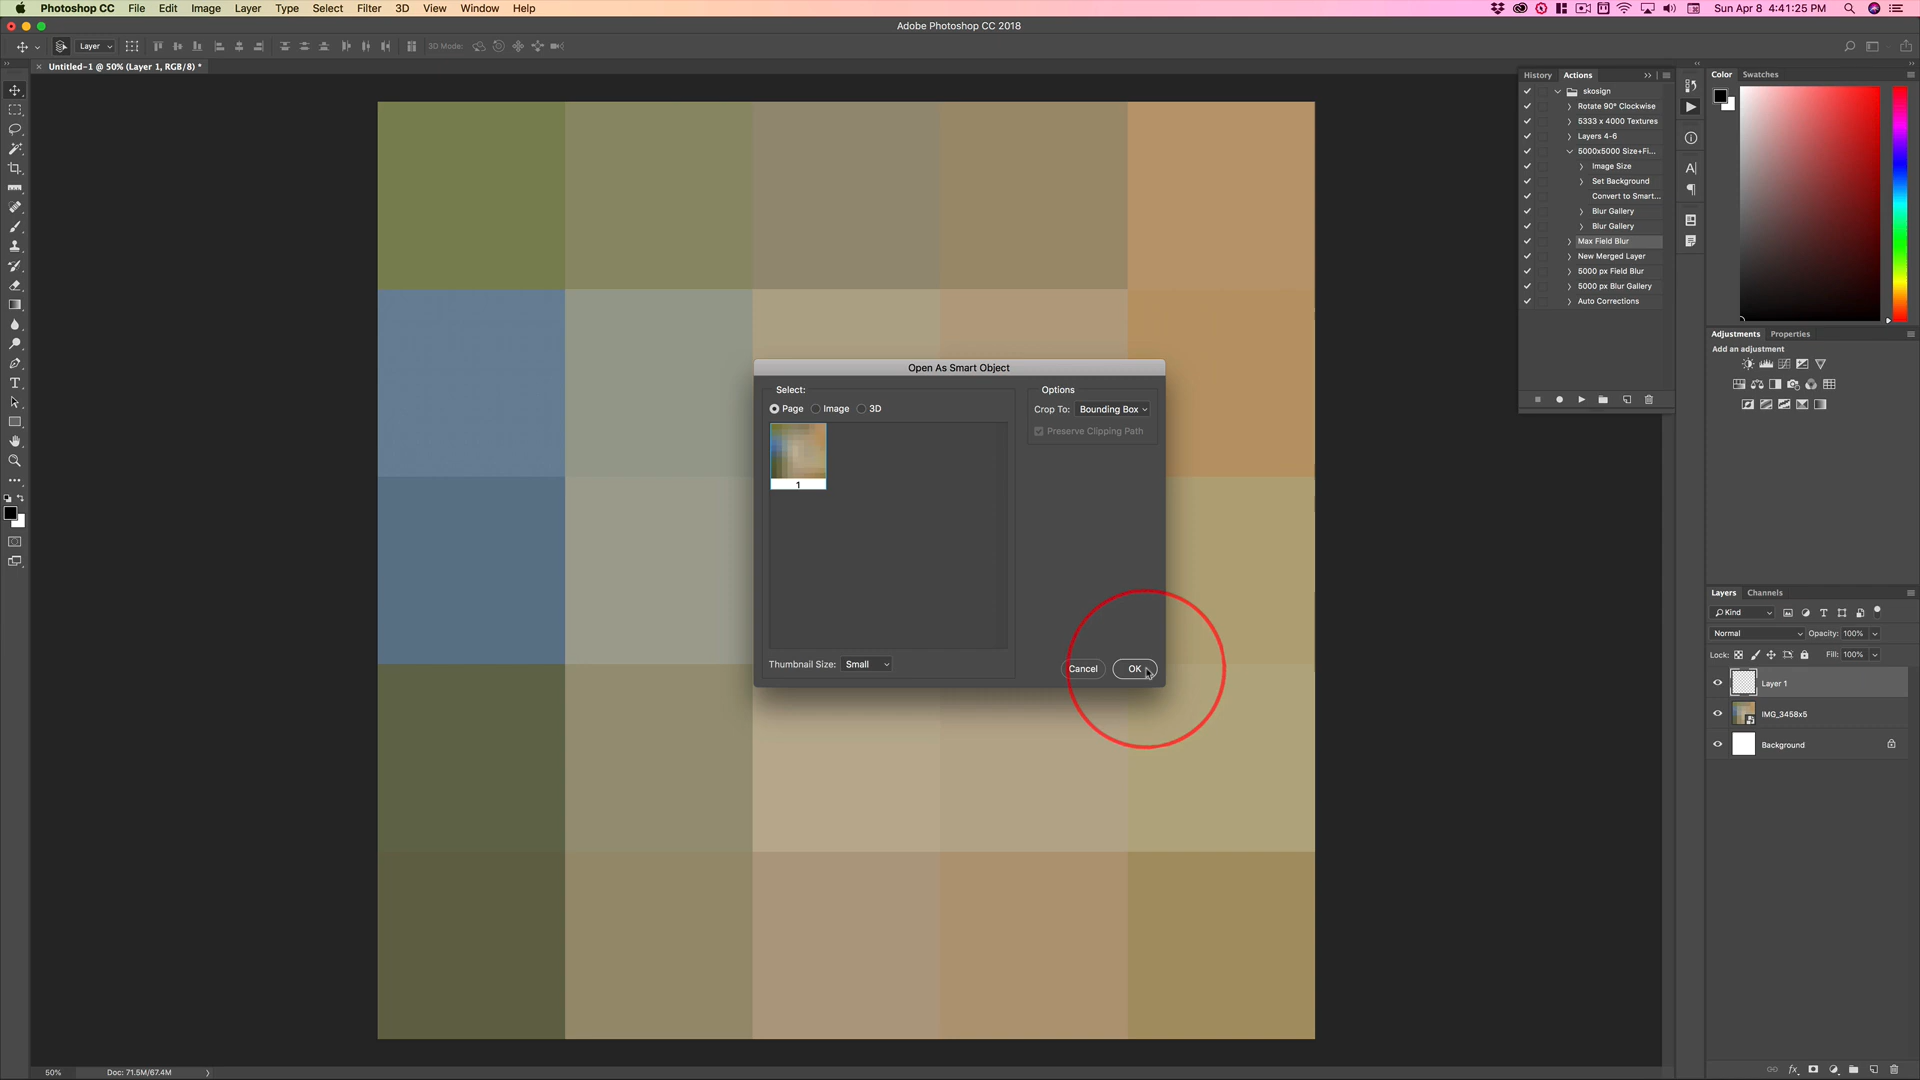 Photoshop CC File Edit Image Layer Type Select Filter 3D View Window Help Sun Apr 8 4:41:25 PM
Adobe Photoshop CC 2018
Layer 3D Mode:
Untitled-1 @ 50% (Layer 1, RGB/8) *
History Actions
skosign
Rotate 90° Clockwise
5333 x 4000 Textures
Layers 4-6
5000x5000 Size+Fi...
Image Size
Set Background
Convert to Smart...
Blur Gallery
Blur Gallery
Max Field Blur
New Merged Layer
5000 px Field Blur
5000 px Blur Gallery
Auto Corrections
Color Swatches
Adjustments Properties
Add an adjustment
Open As Smart Object
Select:
Page Image 3D
1
Thumbnail Size: Small
Options
Crop To: Bounding Box
Preserve Clipping Path
Cancel OK
Layers Channels
Kind
Normal Opacity: 100%
Lock: Fill: 100%
Layer 1
IMG_3458x5
Background
50% Doc: 71.5M/67.4M